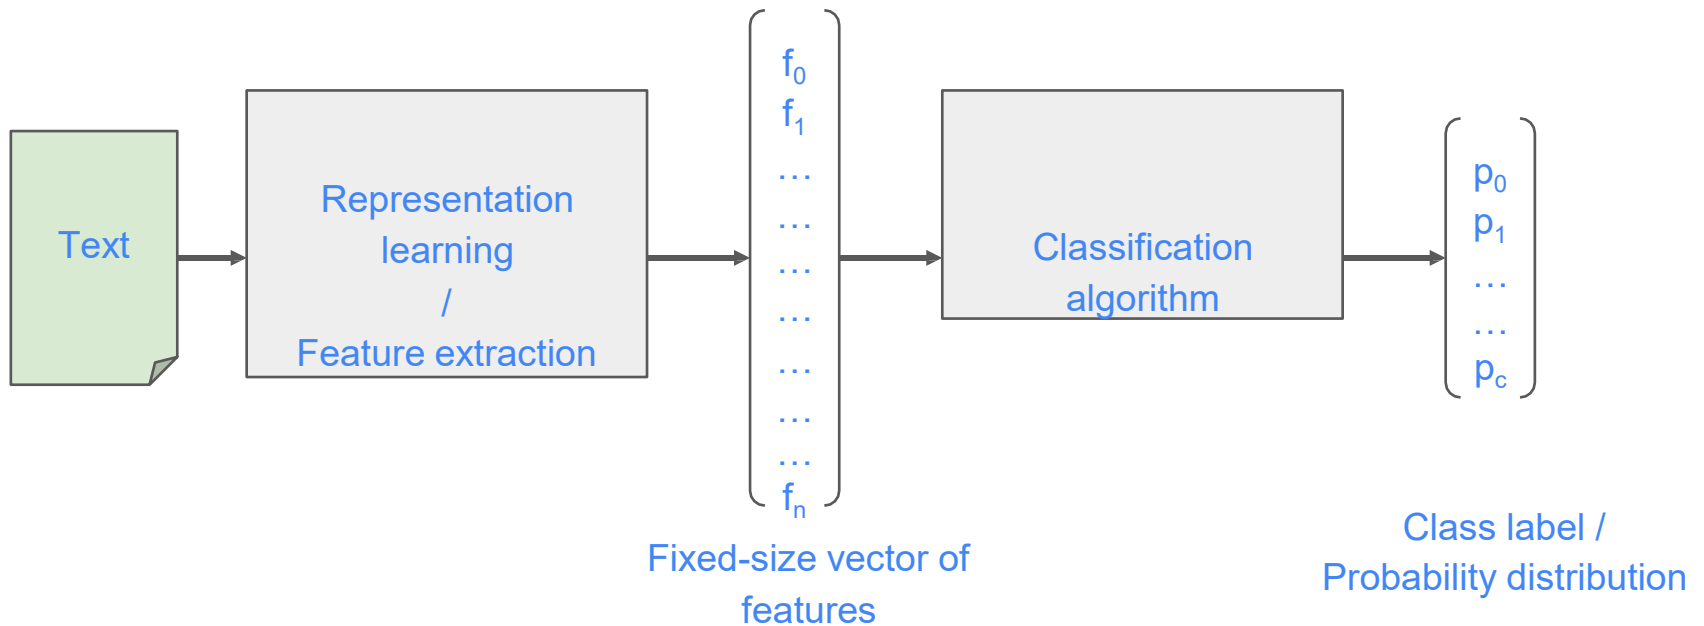 Text
Representation
learning
/
Feature extraction
f0
f1
…
…
…
…
…
…
…
fn
Fixed-size vector of
features
Classification
algorithm
p0
p1
…
…
pc
Class label /
Probability distribution